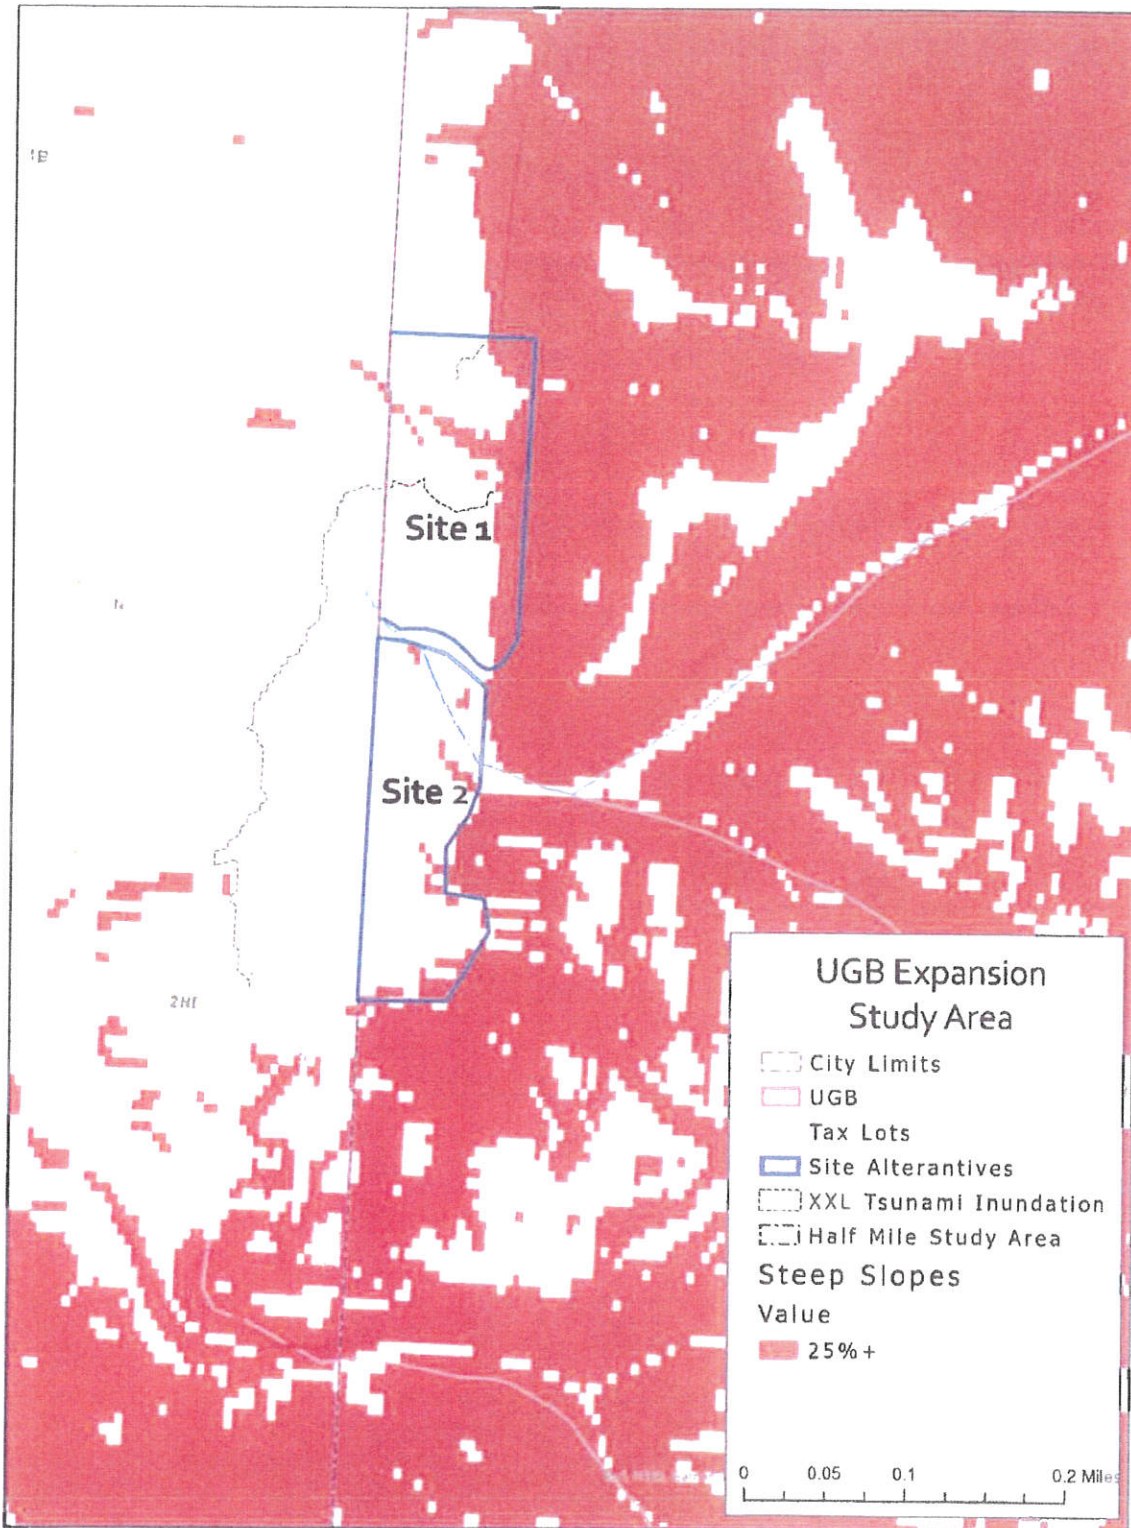 Site 1
Site 2
UGB Expansion
Study Area
City Limits
UGB
Tax Lots
Site Alterantives
XXL Tsunami Inundation
Half Mile Study Area
Steep Slopes
Value
25%+
0 0.05 0.1 0.2 Miles